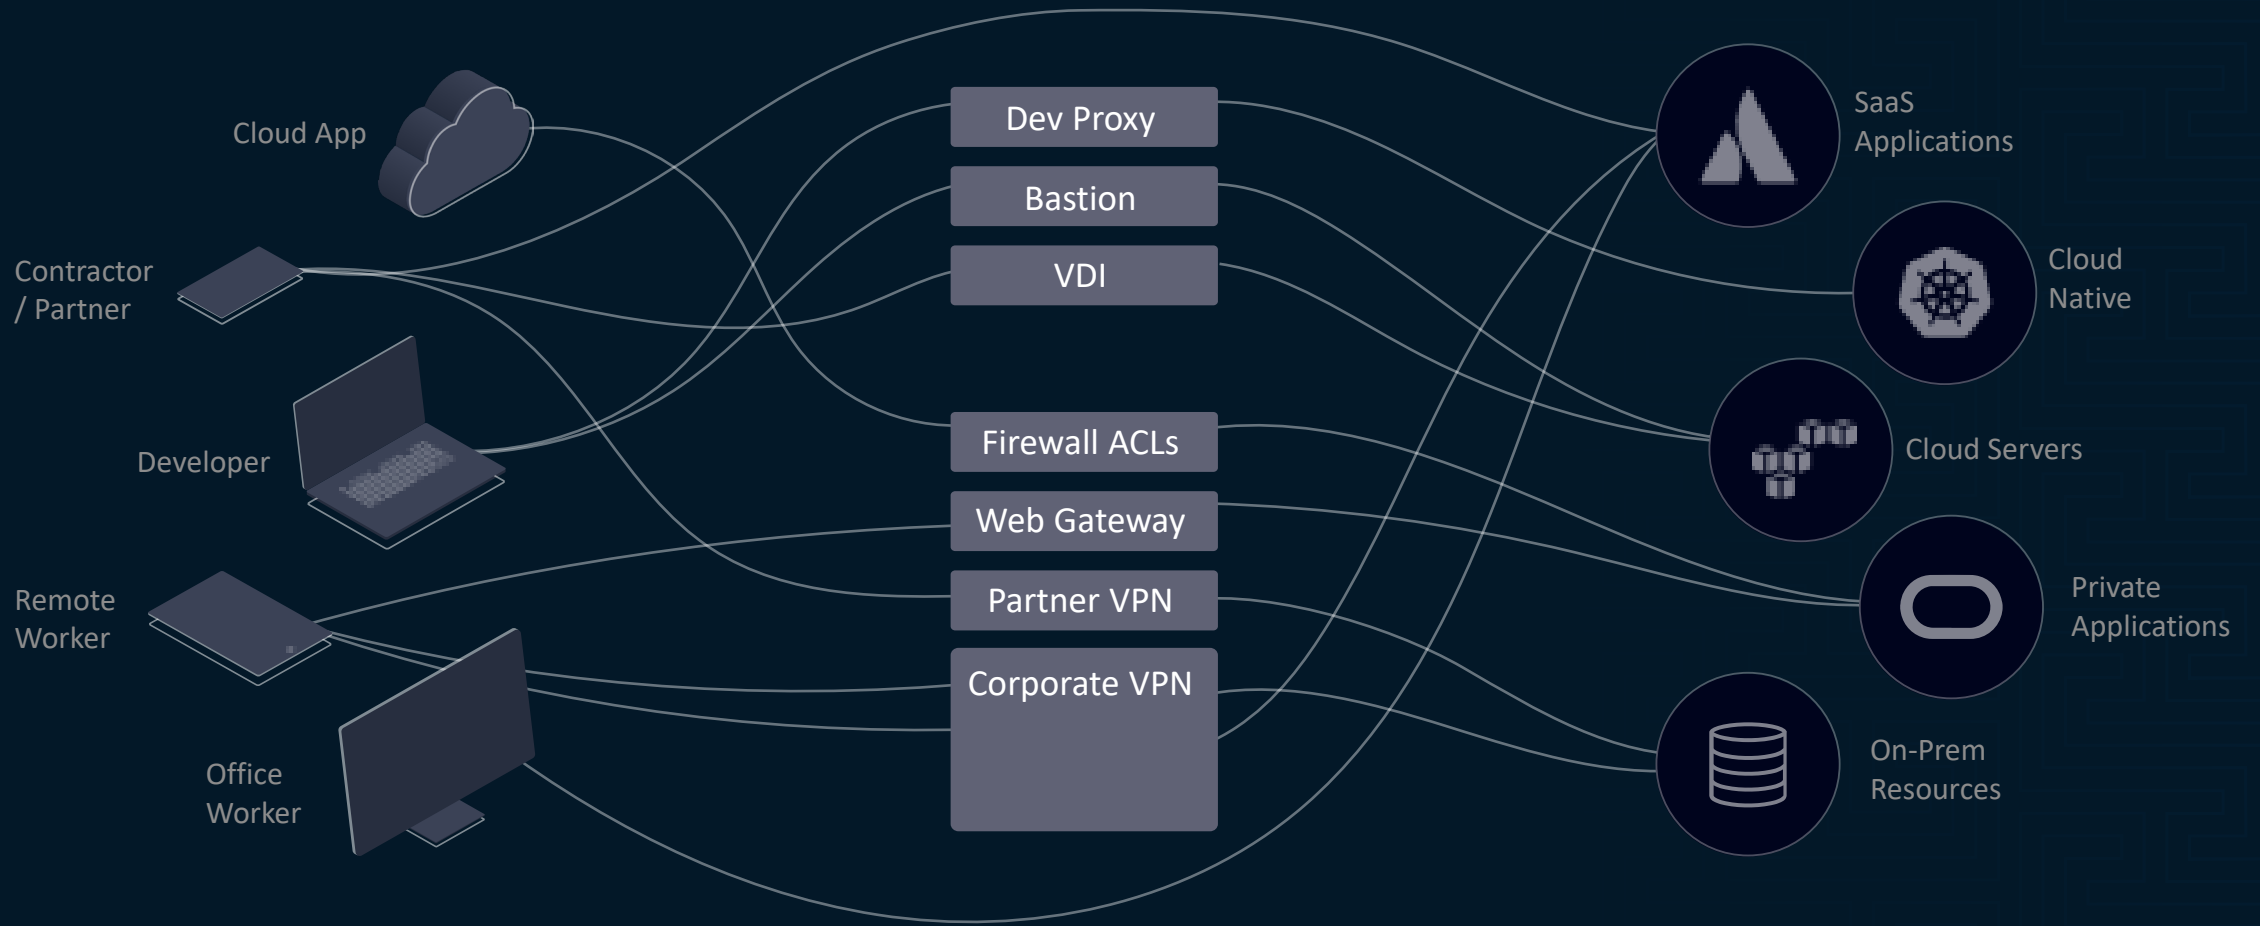 Cloud App
Contractor
/ Partner
Developer
Remote
Worker
Office
Worker
Dev Proxy
Bastion
VDI
Firewall ACLs
Web Gateway
Partner VPN
Corporate VPN
SaaS
Applications
Cloud
Native
Cloud Servers
Private
Applications
On-Prem
Resources